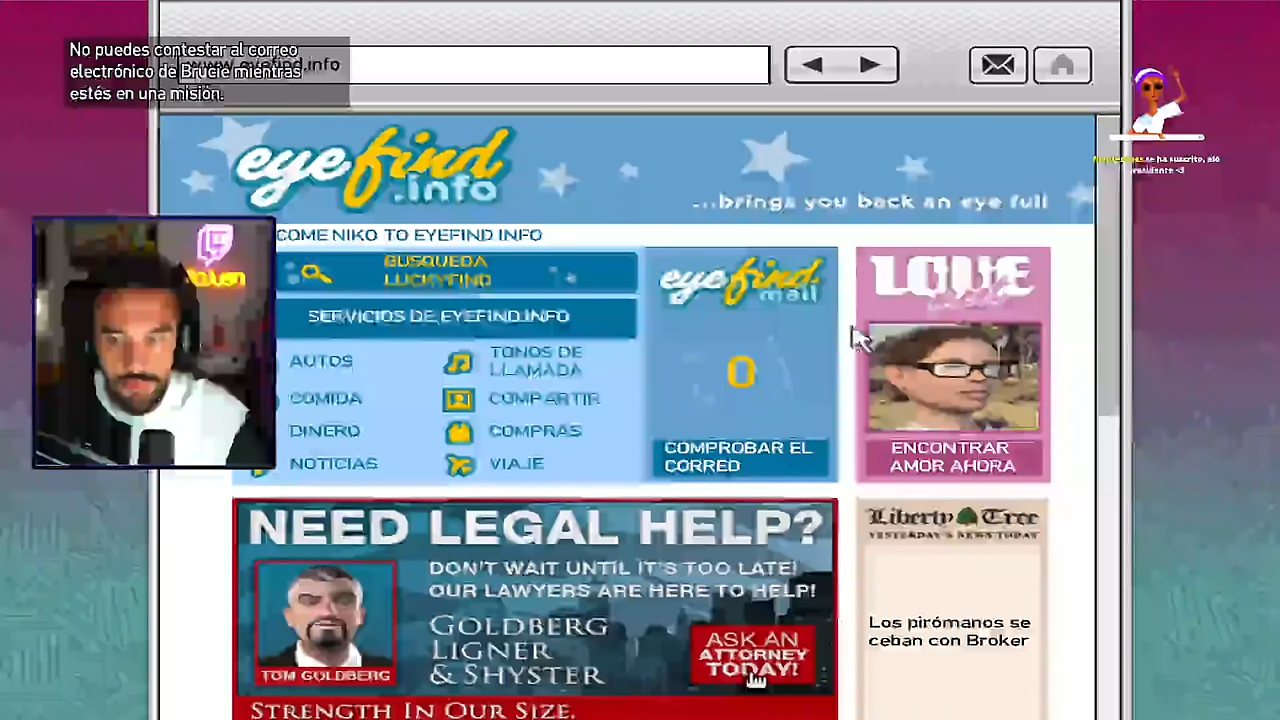 No puedes contestar al correo
electrónico de Brucie mientras
estés en una misión.
www.eyefind.info
eyefind
.info
...brings you back an eye full
COME NIKO TO EYEFIND INFO
BUSQUEDA
LUCKYFIND
SERVICIOS DE EYEFIND.INFO
AUTOS
TONOS DE
LLAMADA
COMIDA
COMPARTIR
DINERO
COMPRAS
NOTICIAS
VIAJE
eyefind
mail
0
COMPROBAR EL
CORREO
LOVE
ENCONTRAR
AMOR AHORA
se ha suscrito, aló
NEED LEGAL HELP?
DON'T WAIT UNTIL IT'S TOO LATE!
OUR LAWYERS ARE HERE TO HELP!
GOLDBERG
LIGNER
& SHYSTER
TOM GOLDBERG
ASK AN
ATTORNEY
TODAY!
STRENGTH IN OUR SIZE.
Liberty Tree
YESTERDAY'S NEWS TODAY
Los pirómanos se
ceban con Broker